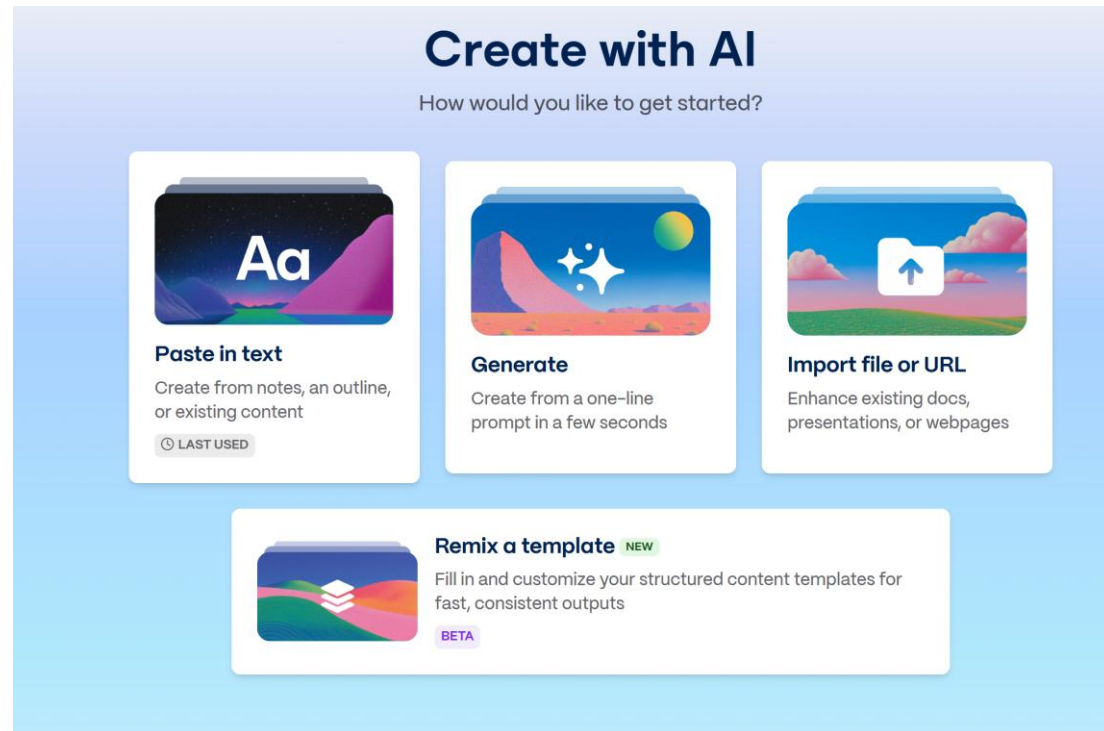 Create with AI
How would you like to get started?
Aa
Paste in text
Create from notes, an outline,
or existing content
LAST USED
Generate
Create from a one-line
prompt in a few seconds
Import file or URL
Enhance existing docs,
presentations, or webpages
Remix a template NEW
Fill in and customize your structured content templates for
fast, consistent outputs
BETA